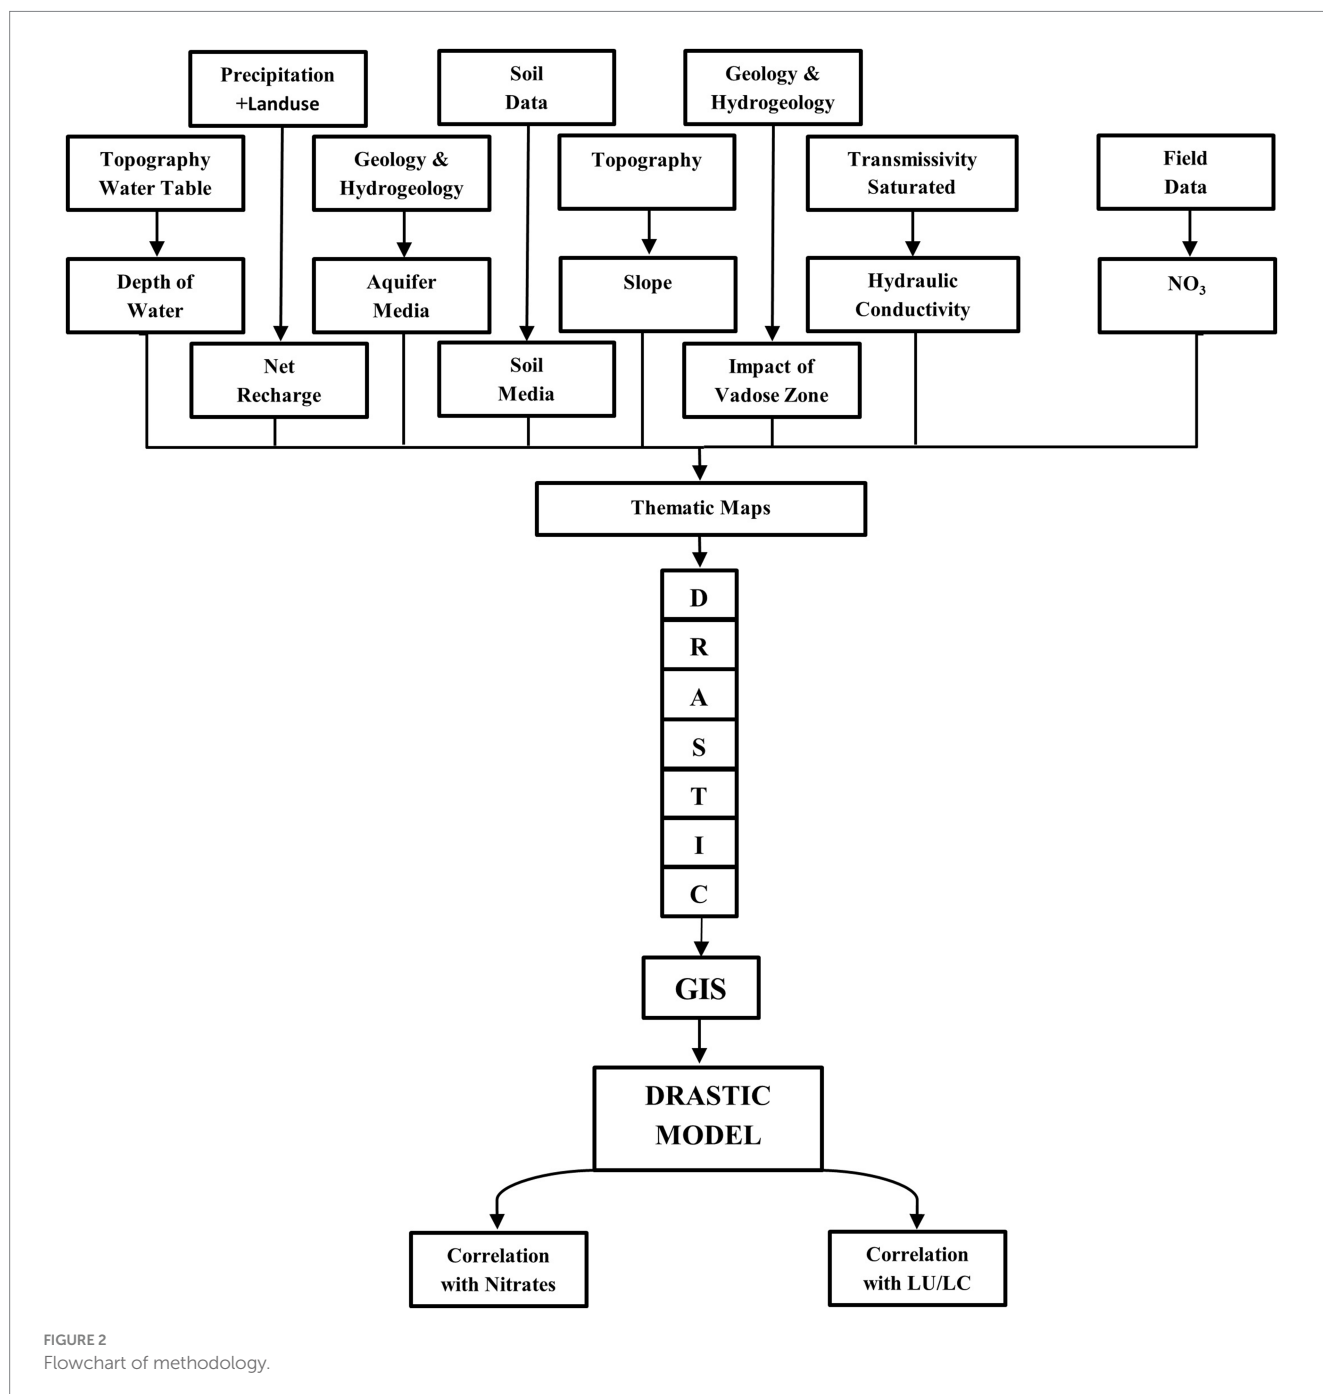 Precipitation
+Landuse
Soil
Data
Geology &
Hydrogeology
Topography
Water Table
Geology &
Hydrogeology
Topography
Transmissivity
Saturated
Field
Data
Depth of
Water
Aquifer
Media
Slope
Hydraulic
Conductivity
NO₃
Net
Recharge
Soil
Media
Impact of
Vadose Zone
Thematic Maps
D
R
A
S
T
I
C
GIS
DRASTIC
MODEL
Correlation
with Nitrates
Correlation
with LU/LC
FIGURE 2
Flowchart of methodology.